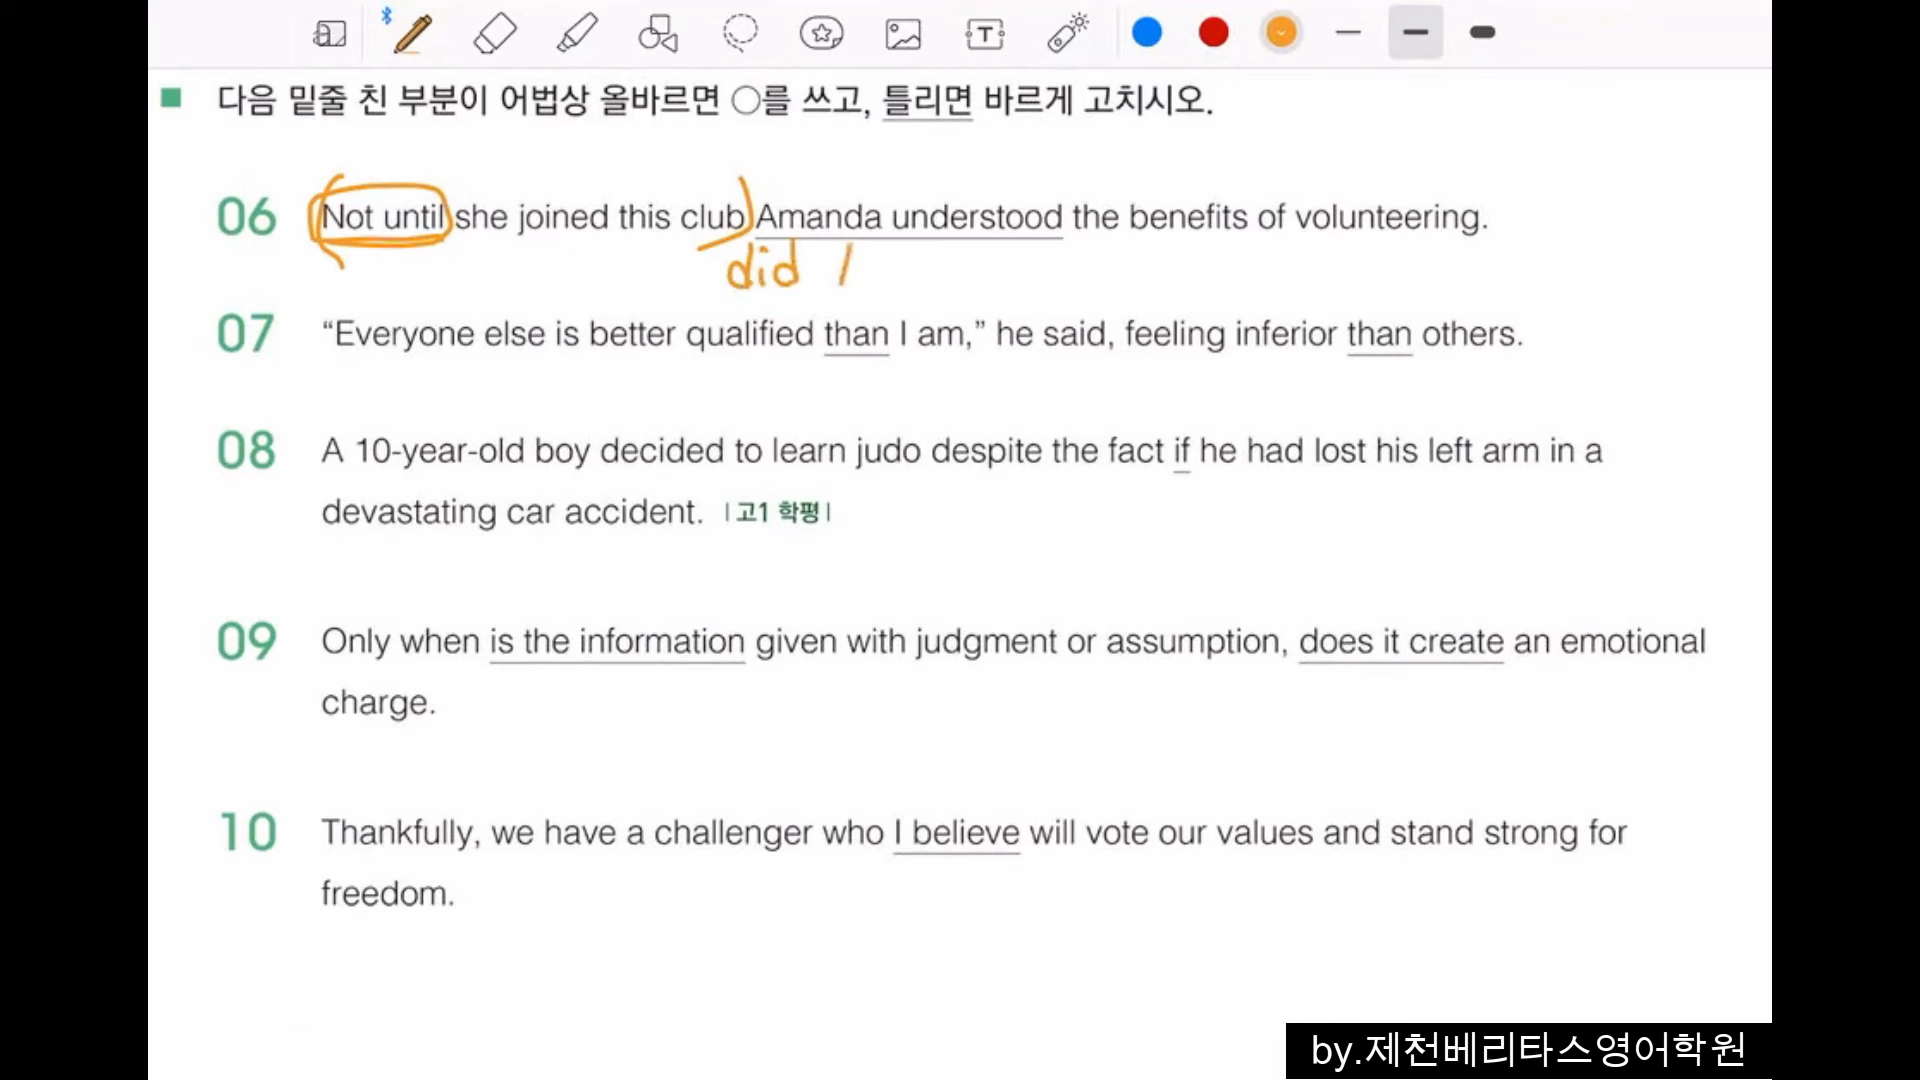 다음 밑줄 친 부분이 어법상 올바르면 ○를 쓰고, 틀리면 바르게 고치시오.
06 Not until she joined this club Amanda understood the benefits of volunteering.
did
07 “Everyone else is better qualified than I am,” he said, feeling inferior than others.
08 A 10-year-old boy decided to learn judo despite the fact if he had lost his left arm in a
devastating car accident. |고1 학평|
09 Only when is the information given with judgment or assumption, does it create an emotional
charge.
10 Thankfully, we have a challenger who I believe will vote our values and stand strong for
freedom.
by.제천베리타스영어학원